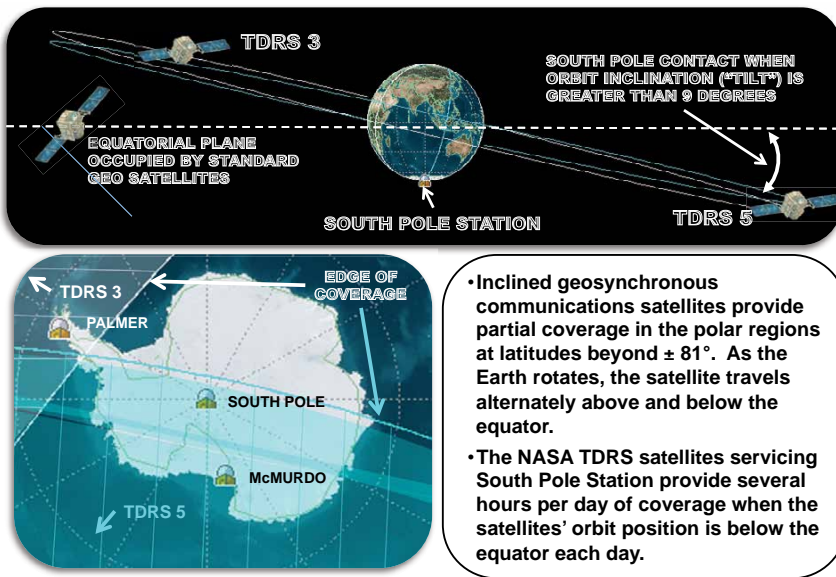 TDRS 3
SOUTH POLE CONTACT WHEN
ORBIT INCLINATION (“TILT”) IS
GREATER THAN 9 DEGREES
EQUATORIAL PLANE
OCCUPIED BY STANDARD
GEO SATELLITES
SOUTH POLE STATION
TDRS 5
EDGE OF
COVERAGE
TDRS 3
PALMER
SOUTH POLE
McMURDO
TDRS 5
•Inclined geosynchronous
communications satellites provide
partial coverage in the polar regions
at latitudes beyond ± 81°. As the
Earth rotates, the satellite travels
alternately above and below the
equator.
•The NASA TDRS satellites servicing
South Pole Station provide several
hours per day of coverage when the
satellites’ orbit position is below the
equator each day.